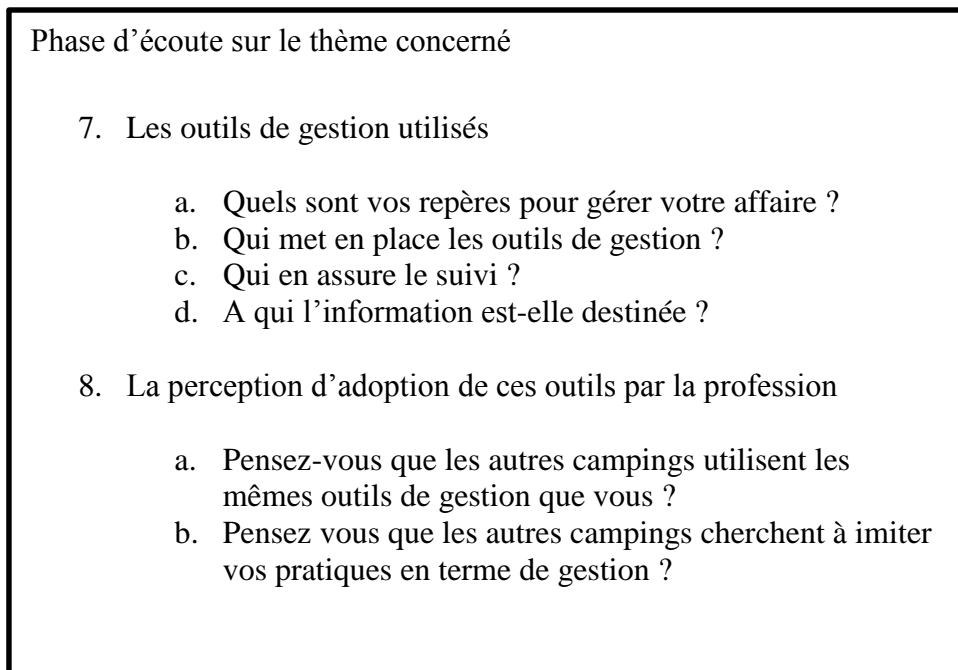 Phase d’écoute sur le thème concerné
7. Les outils de gestion utilisés
a. Quels sont vos repères pour gérer votre affaire ?
b. Qui met en place les outils de gestion ?
c. Qui en assure le suivi ?
d. A qui l’information est-elle destinée ?
8. La perception d’adoption de ces outils par la profession
a. Pensez-vous que les autres campings utilisent les
mêmes outils de gestion que vous ?
b. Pensez vous que les autres campings cherchent à imiter
vos pratiques en terme de gestion ?